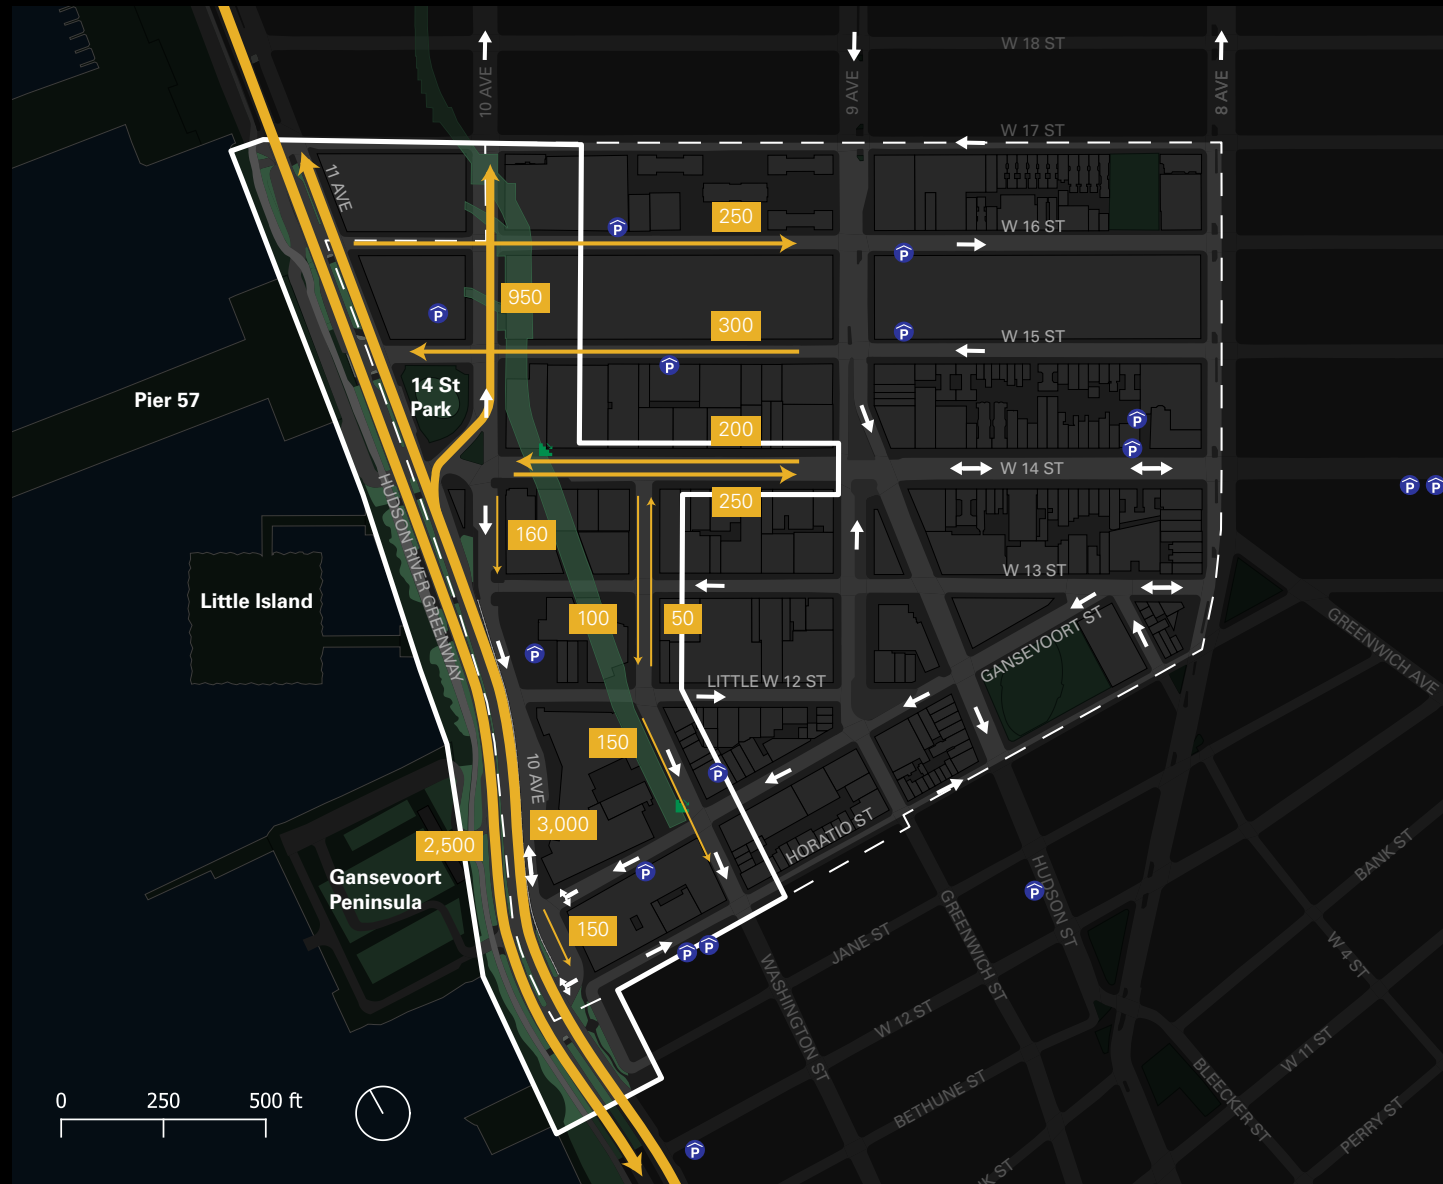 W 18 ST
10 AVE
9 AVE
8 AVE
W 17 ST
11 AVE
250
W 16 ST
P
P
950
P
300
P
W 15 ST
P
14 St
Park
Pier 57
P
200
P
W 14 ST
P
P
250
HUDSON RIVER GREENWAY
160
W 13 ST
Little Island
100
50
GANSEVOORT ST
GREENWICH AVE
P
LITTLE W 12 ST
150
P
10 AVE
3,000
2,500
HORATIO ST
Gansevoort
Peninsula
P
P
HUDSON ST
BANK ST
150
JANE ST
GREENWICH ST
W 4 ST
P
P
WASHINGTON ST
W 12 ST
W 11 ST
BLEECKER ST
BETHUNE ST
PERRY ST
0
250
500 ft
P